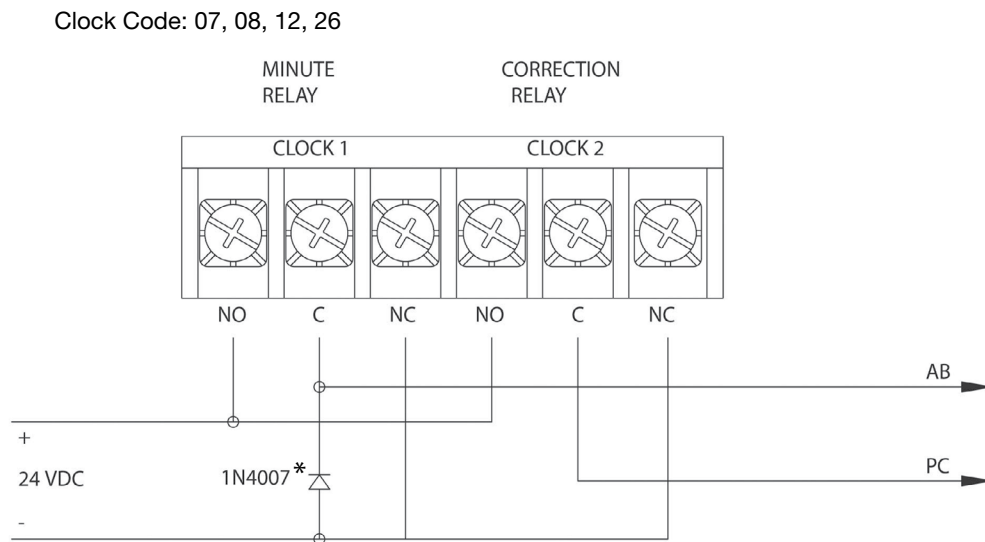 Clock Code: 07, 08, 12, 26
MINUTE
RELAY
CORRECTION
RELAY
CLOCK 1
CLOCK 2
NO
C
NC
NO
C
NC
AB
+
24 VDC
1N4007*
PC
-